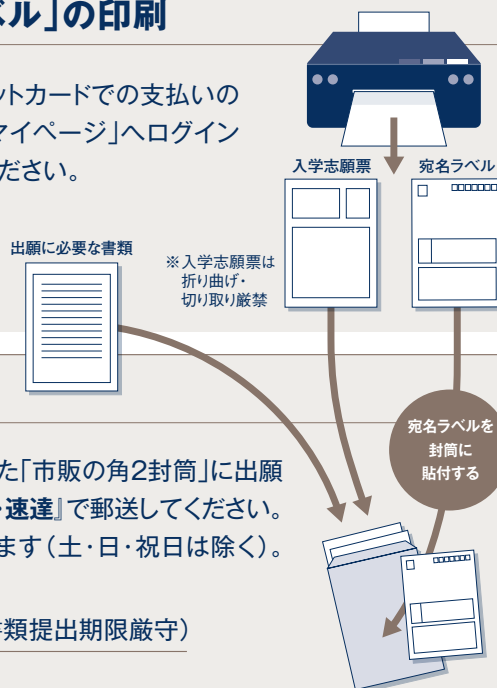 ベル」の印刷
ットカードでの支払いの
マイページ」へログイン
ださい。
入学志願票
宛名ラベル
出願に必要な書類
※入学志願票は
折り曲げ・
切り取り厳禁
宛名ラベルを
封筒に
貼付する
た「市販の角2封筒」に出願
・速達』で郵送してください。
ます（土・日・祝日は除く）。
書類提出期限厳守）